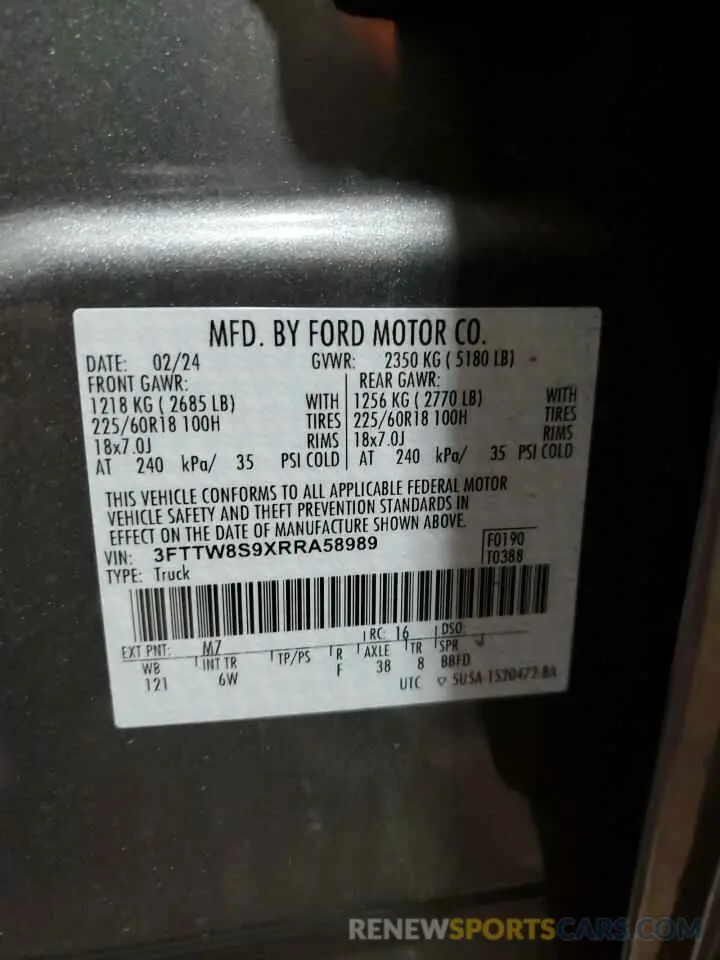 MFD. BY FORD MOTOR CO.
DATE: 02/24 GVWR: 2350 KG ( 5180 LB)
FRONT GAWR: REAR GAWR:
1218 KG ( 2685 LB) WITH 1256 KG ( 2770 LB) WITH
225/60R18 100H TIRES 225/60R18 100H TIRES
18x7.0J RIMS 18x7.0J RIMS
AT 240 kPa/ 35 PSI COLD AT 240 kPa/ 35 PSI COLD
THIS VEHICLE CONFORMS TO ALL APPLICABLE FEDERAL MOTOR
VEHICLE SAFETY AND THEFT PREVENTION STANDARDS IN
EFFECT ON THE DATE OF MANUFACTURE SHOWN ABOVE.
VIN: 3FTTW8S9XRRA58989 F0190
TYPE: Truck T0388
EXT PNT: M7 RC: 16 DSO:
WB INT TR TP/PS R AXLE TR SPR
121 6W F 38 8 BBFD
UTC 5U5A-1520472-BA
RENEWSPORTSCARS.COM